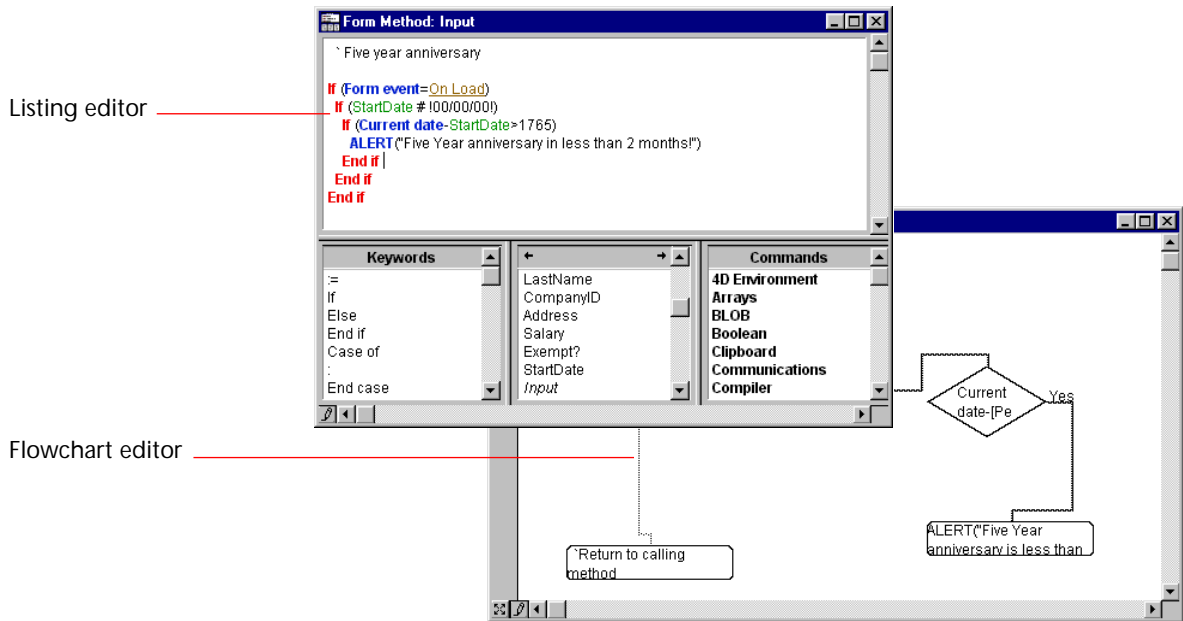 Form Method: Input
` Five year anniversary
If (Form event=On Load)
If (StartDate # !00/00/00!)
If (Current date-StartDate>1765)
ALERT("Five Year anniversary in less than 2 months!")
End if
End if
End if
Listing editor
Keywords
:=
If
Else
End if
Case of
:
End case
LastName
CompanyID
Address
Salary
Exempt?
StartDate
Input
Commands
4D Environment
Arrays
BLOB
Boolean
Clipboard
Communications
Compiler
Flowchart editor
Current
date-[Pe
Yes
ALERT("Five Year
anniversary is less than
`Return to calling
method